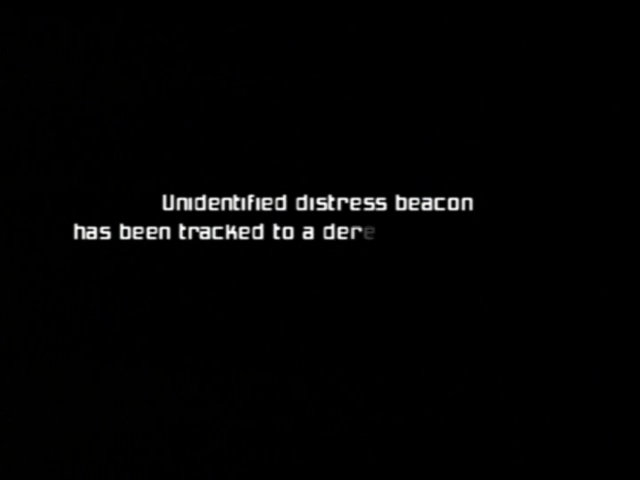 Unidentified distress beacon
has been tracked to a dere